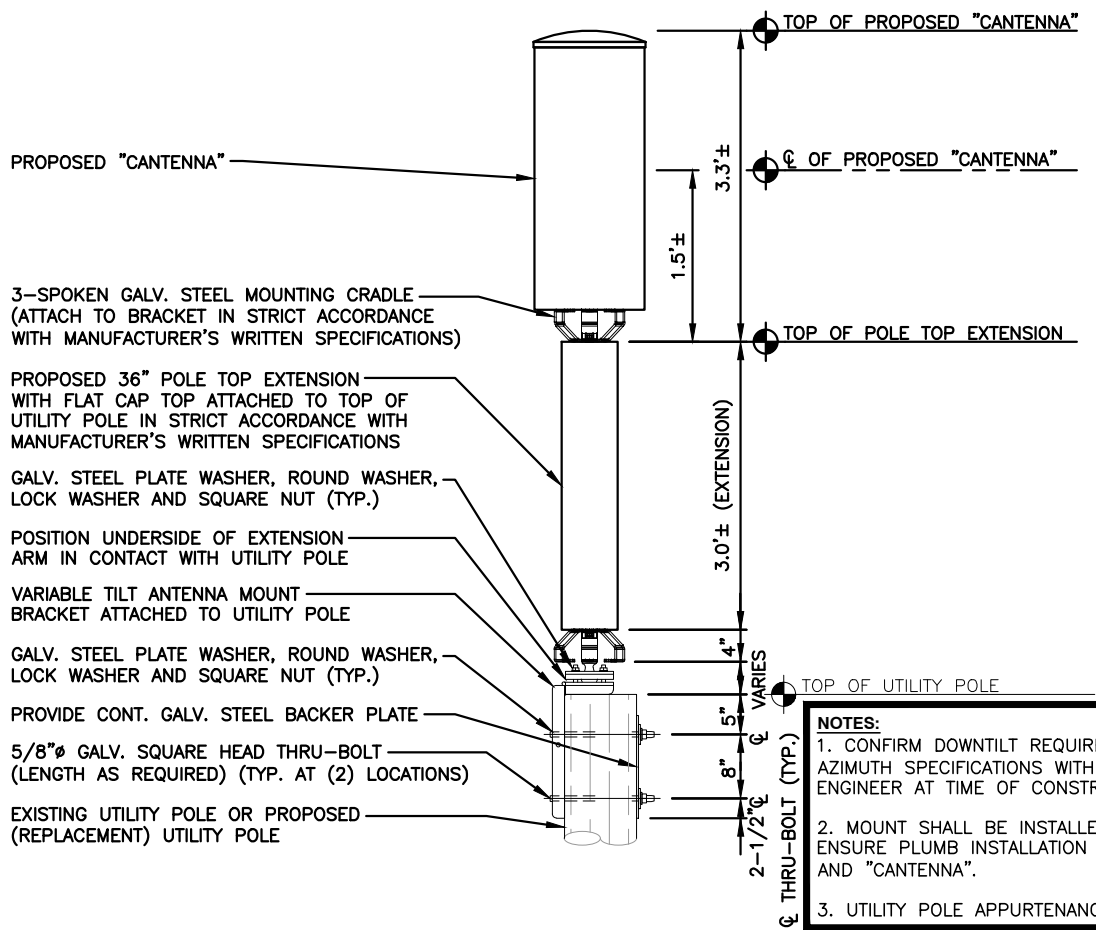 TOP OF PROPOSED "CANTENNA"
PROPOSED "CANTENNA"
℄ OF PROPOSED "CANTENNA"
3.3'±
1.5'±
3-SPOKEN GALV. STEEL MOUNTING CRADLE
(ATTACH TO BRACKET IN STRICT ACCORDANCE
WITH MANUFACTURER'S WRITTEN SPECIFICATIONS)
TOP OF POLE TOP EXTENSION
PROPOSED 36" POLE TOP EXTENSION
WITH FLAT CAP TOP ATTACHED TO TOP OF
UTILITY POLE IN STRICT ACCORDANCE WITH
MANUFACTURER'S WRITTEN SPECIFICATIONS
3.0'± (EXTENSION)
GALV. STEEL PLATE WASHER, ROUND WASHER,
LOCK WASHER AND SQUARE NUT (TYP.)
POSITION UNDERSIDE OF EXTENSION
ARM IN CONTACT WITH UTILITY POLE
VARIABLE TILT ANTENNA MOUNT
BRACKET ATTACHED TO UTILITY POLE
GALV. STEEL PLATE WASHER, ROUND WASHER,
LOCK WASHER AND SQUARE NUT (TYP.)
PROVIDE CONT. GALV. STEEL BACKER PLATE
5/8"ø GALV. SQUARE HEAD THRU-BOLT
(LENGTH AS REQUIRED) (TYP. AT (2) LOCATIONS)
EXISTING UTILITY POLE OR PROPOSED
(REPLACEMENT) UTILITY POLE
4"
VARIES
5"
℄
8"
℄
2-1/2"
℄ THRU-BOLT (TYP.)
TOP OF UTILITY POLE
NOTES:
1. CONFIRM DOWNTILT REQUIRE
AZIMUTH SPECIFICATIONS WITH
ENGINEER AT TIME OF CONSTR
2. MOUNT SHALL BE INSTALLE
ENSURE PLUMB INSTALLATION
AND "CANTENNA".
3. UTILITY POLE APPURTENANC